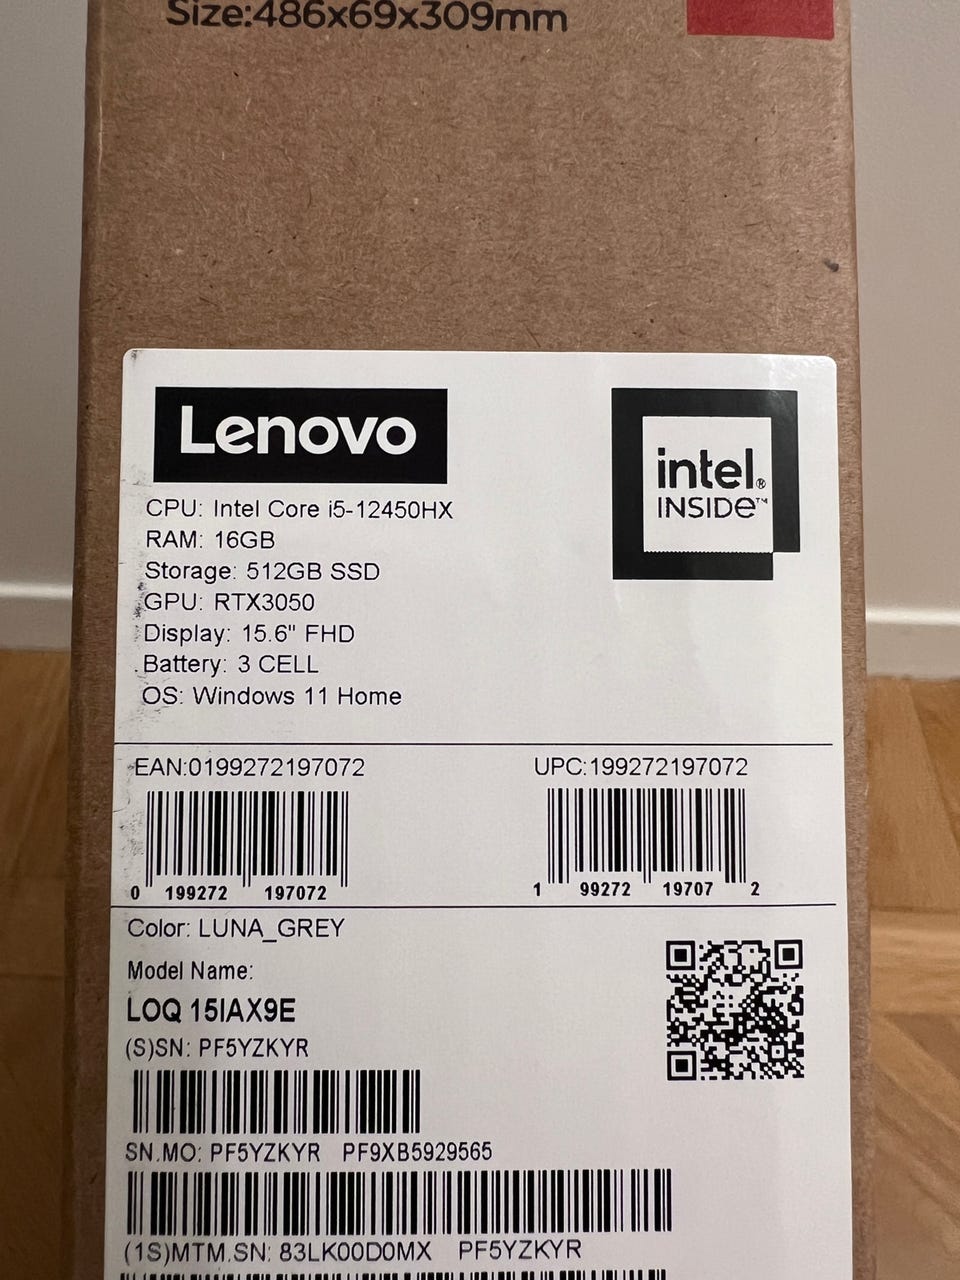 Size:486x69x309mm
Lenovo
intel®
INSIDE™
CPU: Intel Core i5-12450HX
RAM: 16GB
Storage: 512GB SSD
GPU: RTX3050
Display: 15.6" FHD
Battery: 3 CELL
OS: Windows 11 Home
EAN:0199272197072
UPC:199272197072
0 199272 197072
1 99272 19707 2
Color: LUNA_GREY
Model Name:
LOQ 15IAX9E
(S)SN: PF5YZKYR
SN.MO: PF5YZKYR PF9XB5929565
(1S)MTM.SN: 83LK00D0MX PF5YZKYR